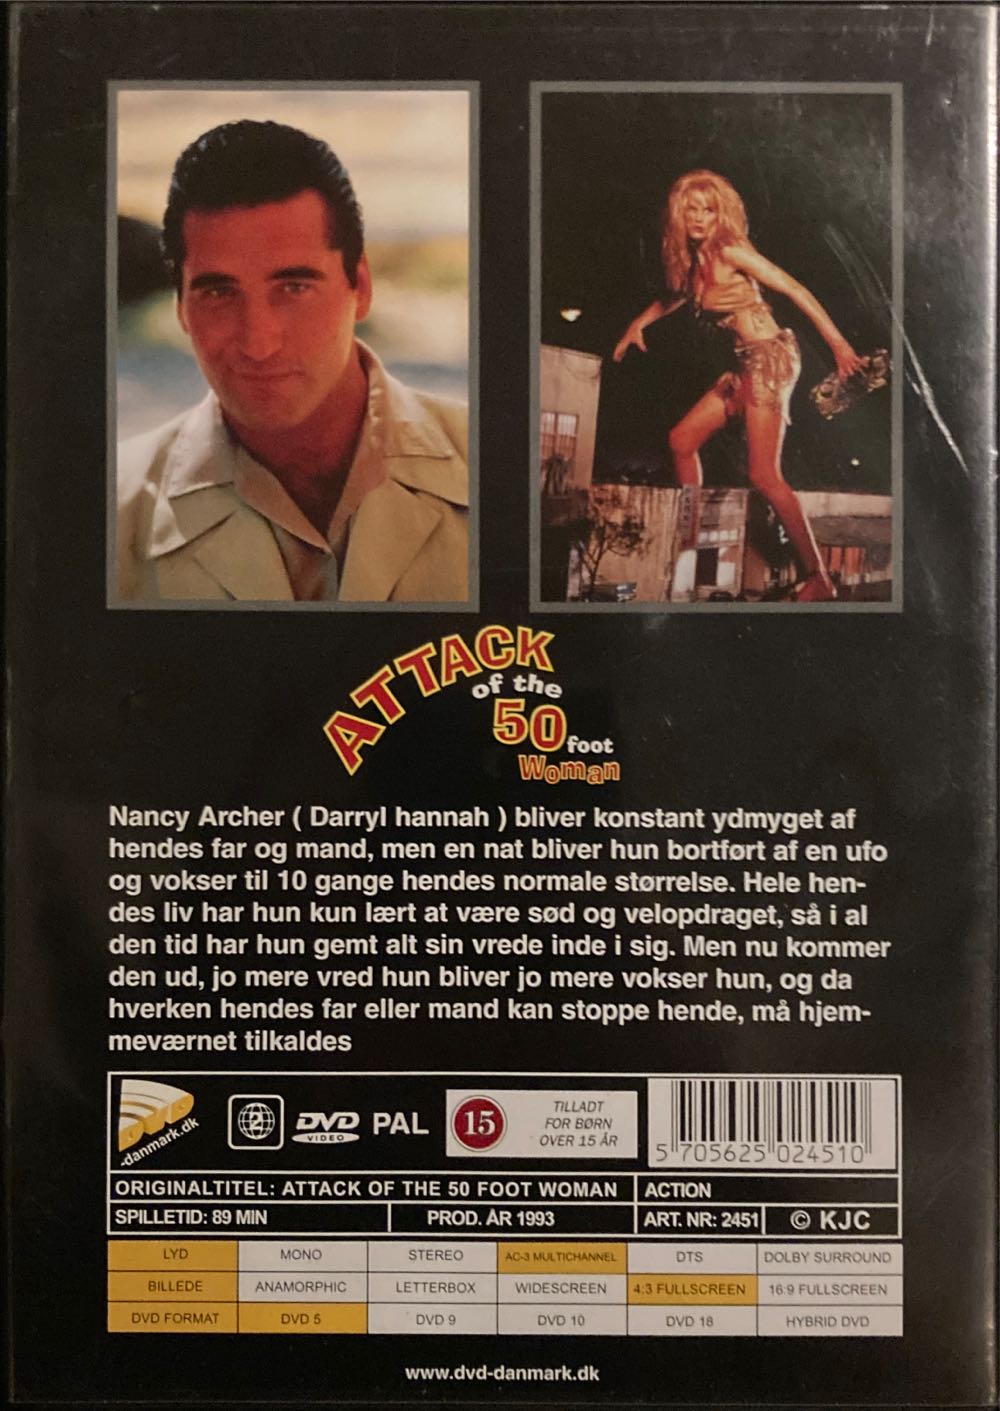 ATTACK
of the
50 foot
Woman
Nancy Archer ( Darryl hannah ) bliver konstant ydmyget af
hendes far og mand, men en nat bliver hun bortført af en ufo
og vokser til 10 gange hendes normale størrelse. Hele hen-
des liv har hun kun lært at være sød og velopdraget, så i al
den tid har hun gemt alt sin vrede inde i sig. Men nu kommer
den ud, jo mere vred hun bliver jo mere vokser hun, og da
hverken hendes far eller mand kan stoppe hende, må hjem-
meværnet tilkaldes
DVD
-danmark.dk
2
DVD
VIDEO
PAL
15
TILLADT
FOR BØRN
OVER 15 ÅR
5 705625 024510
ORIGINALTITEL: ATTACK OF THE 50 FOOT WOMAN ACTION
SPILLETID: 89 MIN PROD. ÅR 1993 ART. NR: 2451 © KJC
LYD MONO STEREO AC-3 MULTICHANNEL DTS DOLBY SURROUND
BILLEDE ANAMORPHIC LETTERBOX WIDESCREEN 4:3 FULLSCREEN 16:9 FULLSCREEN
DVD FORMAT DVD 5 DVD 9 DVD 10 DVD 18 HYBRID DVD
www.dvd-danmark.dk